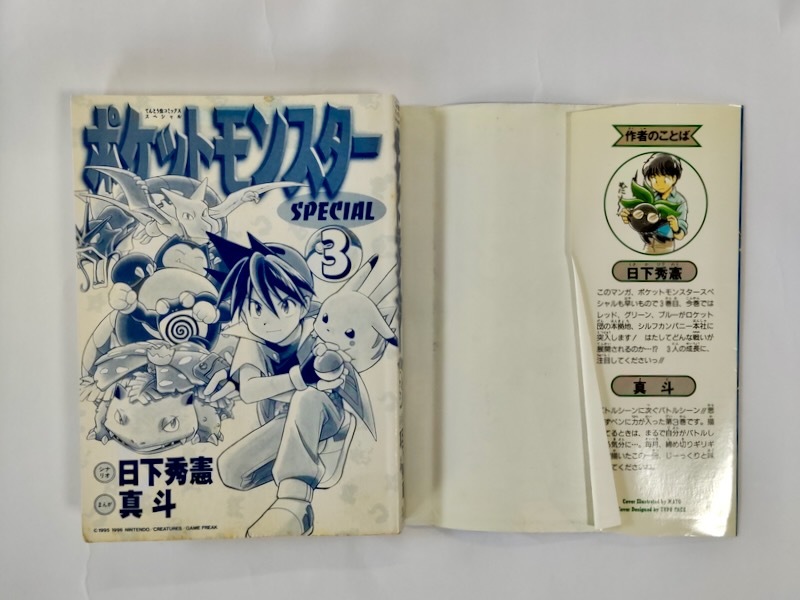 てんとう虫コミックス
スペシャル
ポケットモンスター
SPECIAL
3
シナリオ
日下秀憲
まんが
真斗
©1995 1998 NINTENDO/CREATURES/GAME FREAK
作者のことば
日下秀憲
このマンガ、ポケットモンスタースペ
シャルも早いもので3巻目。今巻では
レッド、グリーン、ブルーがロケット
団の本拠地、シルフカンパニー本社に
突入します! はたしてどんな戦いが
展開されるのかー!? 3人の成長に、
注目してくださいっ!!
真斗
トルシーンに次ぐバトルシーン!! 思
ずペンに力が入った第3巻です。描
てるときは、まるで自分がバトルし
気分に…。毎月、締め切りギリギ
描いたこの一冊、じーっくりと
てくださいね。
Cover Illustrated by MATO
Cover Designed by